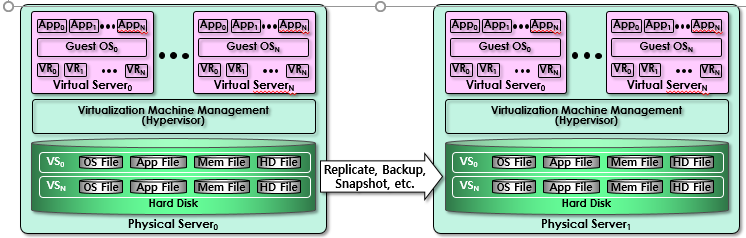 App₀ App₁ ••• Appₙ
Guest OS₀
VR₀ VR₁ ••• VRₙ
Virtual Server₀
•••
App₀ App₁ ••• Appₙ
Guest OSₙ
VR₀ VR₁ ••• VRₙ
Virtual Serverₙ
Virtualization Machine Management
(Hypervisor)
VS₀ OS File App File Mem File HD File
VSₙ OS File App File Mem File HD File
Hard Disk
Physical Server₀
Replicate, Backup,
Snapshot, etc.
App₀ App₁ ••• Appₙ
Guest OS₀
VR₀ VR₁ ••• VRₙ
Virtual Server₀
•••
App₀ App₁ ••• Appₙ
Guest OSₙ
VR₀ VR₁ ••• VRₙ
Virtual Serverₙ
Virtualization Machine Management
(Hypervisor)
VS₀ OS File App File Mem File HD File
VSₙ OS File App File Mem File HD File
Hard Disk
Physical Server₁